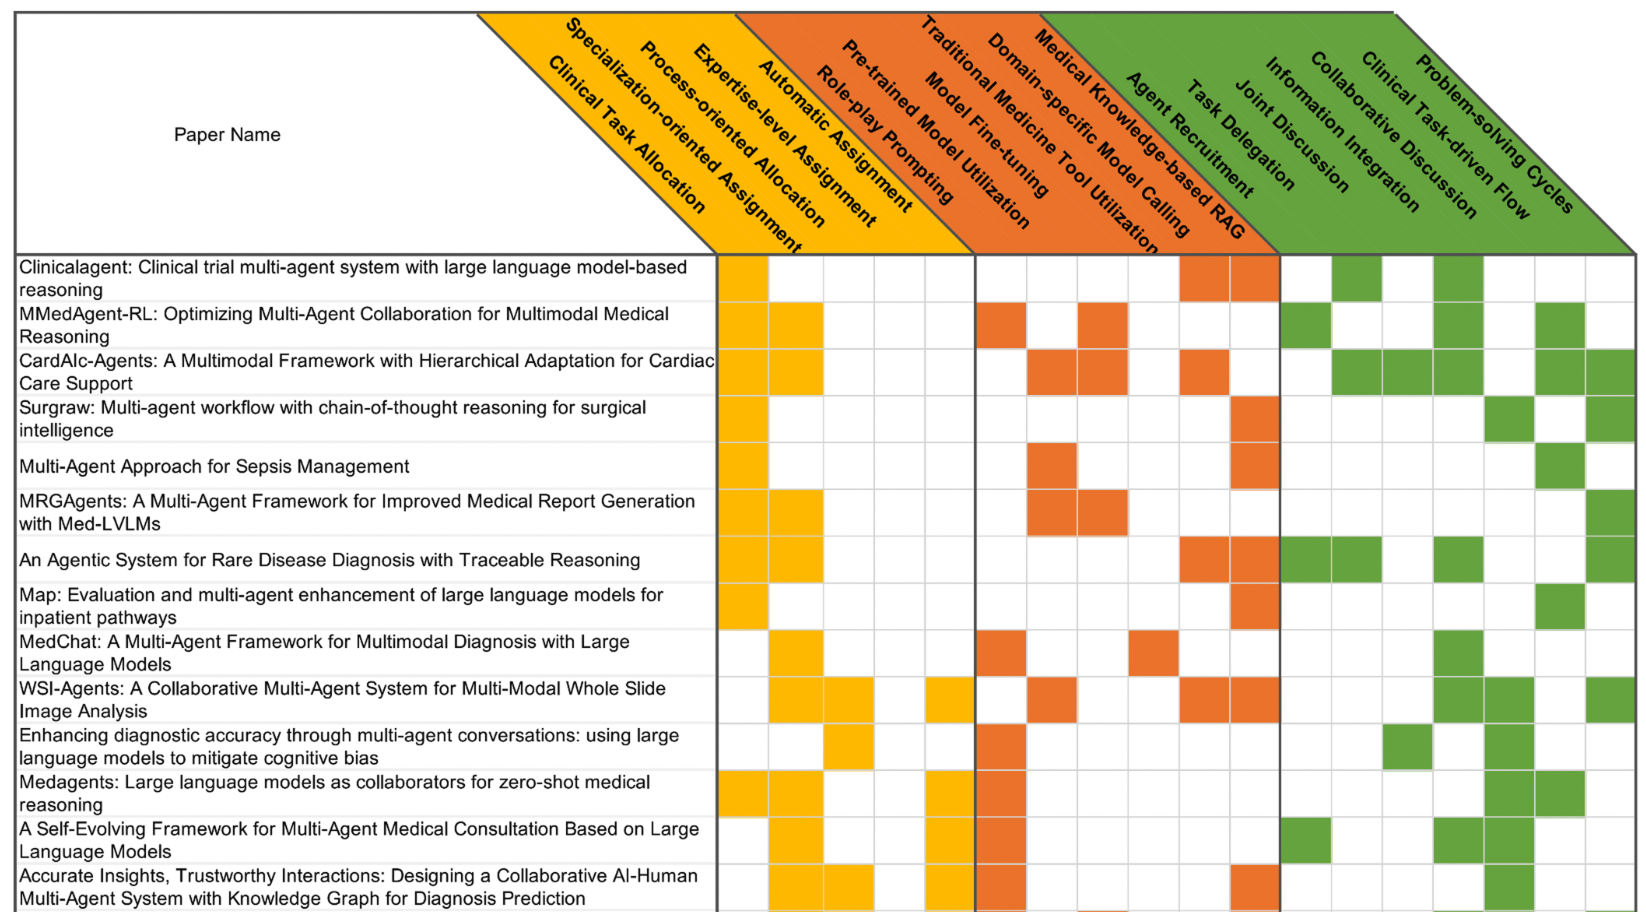 Paper Name
Clinical Task Allocation
Specialization-oriented Assignment
Process-oriented Allocation
Expertise-level Assignment
Automatic Assignment
Role-play Prompting
Pre-trained Model Utilization
Model Fine-tuning
Traditional Medicine Tool Utilization
Domain-specific Model Calling
Medical Knowledge-based RAG
Agent Recruitment
Task Delegation
Joint Discussion
Information Integration
Collaborative Discussion
Clinical Task-driven Flow
Problem-solving Cycles
Clinicalagent: Clinical trial multi-agent system with large language model-based
reasoning
MMedAgent-RL: Optimizing Multi-Agent Collaboration for Multimodal Medical
Reasoning
CardAIc-Agents: A Multimodal Framework with Hierarchical Adaptation for Cardiac
Care Support
Surgraw: Multi-agent workflow with chain-of-thought reasoning for surgical
intelligence
Multi-Agent Approach for Sepsis Management
MRGAgents: A Multi-Agent Framework for Improved Medical Report Generation
with Med-LVLMs
An Agentic System for Rare Disease Diagnosis with Traceable Reasoning
Map: Evaluation and multi-agent enhancement of large language models for
inpatient pathways
MedChat: A Multi-Agent Framework for Multimodal Diagnosis with Large
Language Models
WSI-Agents: A Collaborative Multi-Agent System for Multi-Modal Whole Slide
Image Analysis
Enhancing diagnostic accuracy through multi-agent conversations: using large
language models to mitigate cognitive bias
Medagents: Large language models as collaborators for zero-shot medical
reasoning
A Self-Evolving Framework for Multi-Agent Medical Consultation Based on Large
Language Models
Accurate Insights, Trustworthy Interactions: Designing a Collaborative AI-Human
Multi-Agent System with Knowledge Graph for Diagnosis Prediction